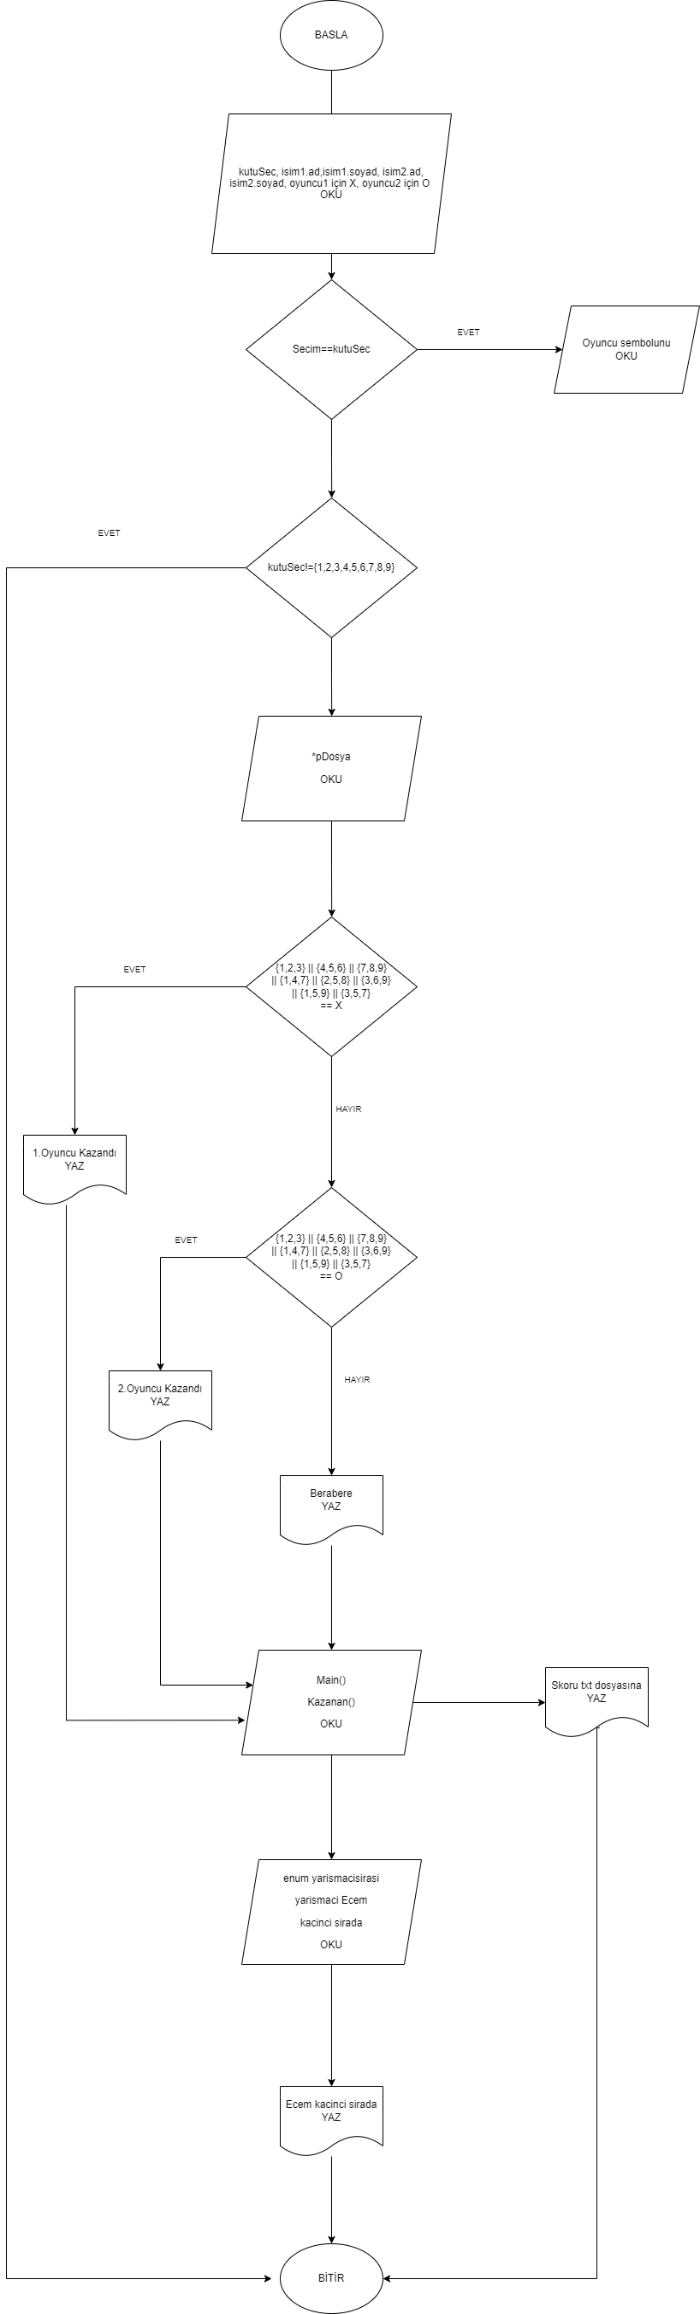 BASLA
kutuSec, isim1.ad,isim1.soyad, isim2.ad,
isim2.soyad, oyuncu1 için X, oyuncu2 için O
OKU
Secim==kutuSec
EVET
Oyuncu sembolunu
OKU
EVET
kutuSec!={1,2,3,4,5,6,7,8,9}
*pDosya
OKU
EVET
{1,2,3} || {4,5,6} || {7,8,9}
|| {1,4,7} || {2,5,8} || {3,6,9}
|| {1,5,9} || {3,5,7}
== X
HAYIR
1.Oyuncu Kazandı
YAZ
EVET
{1,2,3} || {4,5,6} || {7,8,9}
|| {1,4,7} || {2,5,8} || {3,6,9}
|| {1,5,9} || {3,5,7}
== O
HAYIR
2.Oyuncu Kazandı
YAZ
Berabere
YAZ
Main()
Kazanan()
OKU
Skoru txt dosyasına
YAZ
enum yarismacisirasi
yarismaci Ecem
kacinci sirada
OKU
Ecem kacinci sirada
YAZ
BİTİR